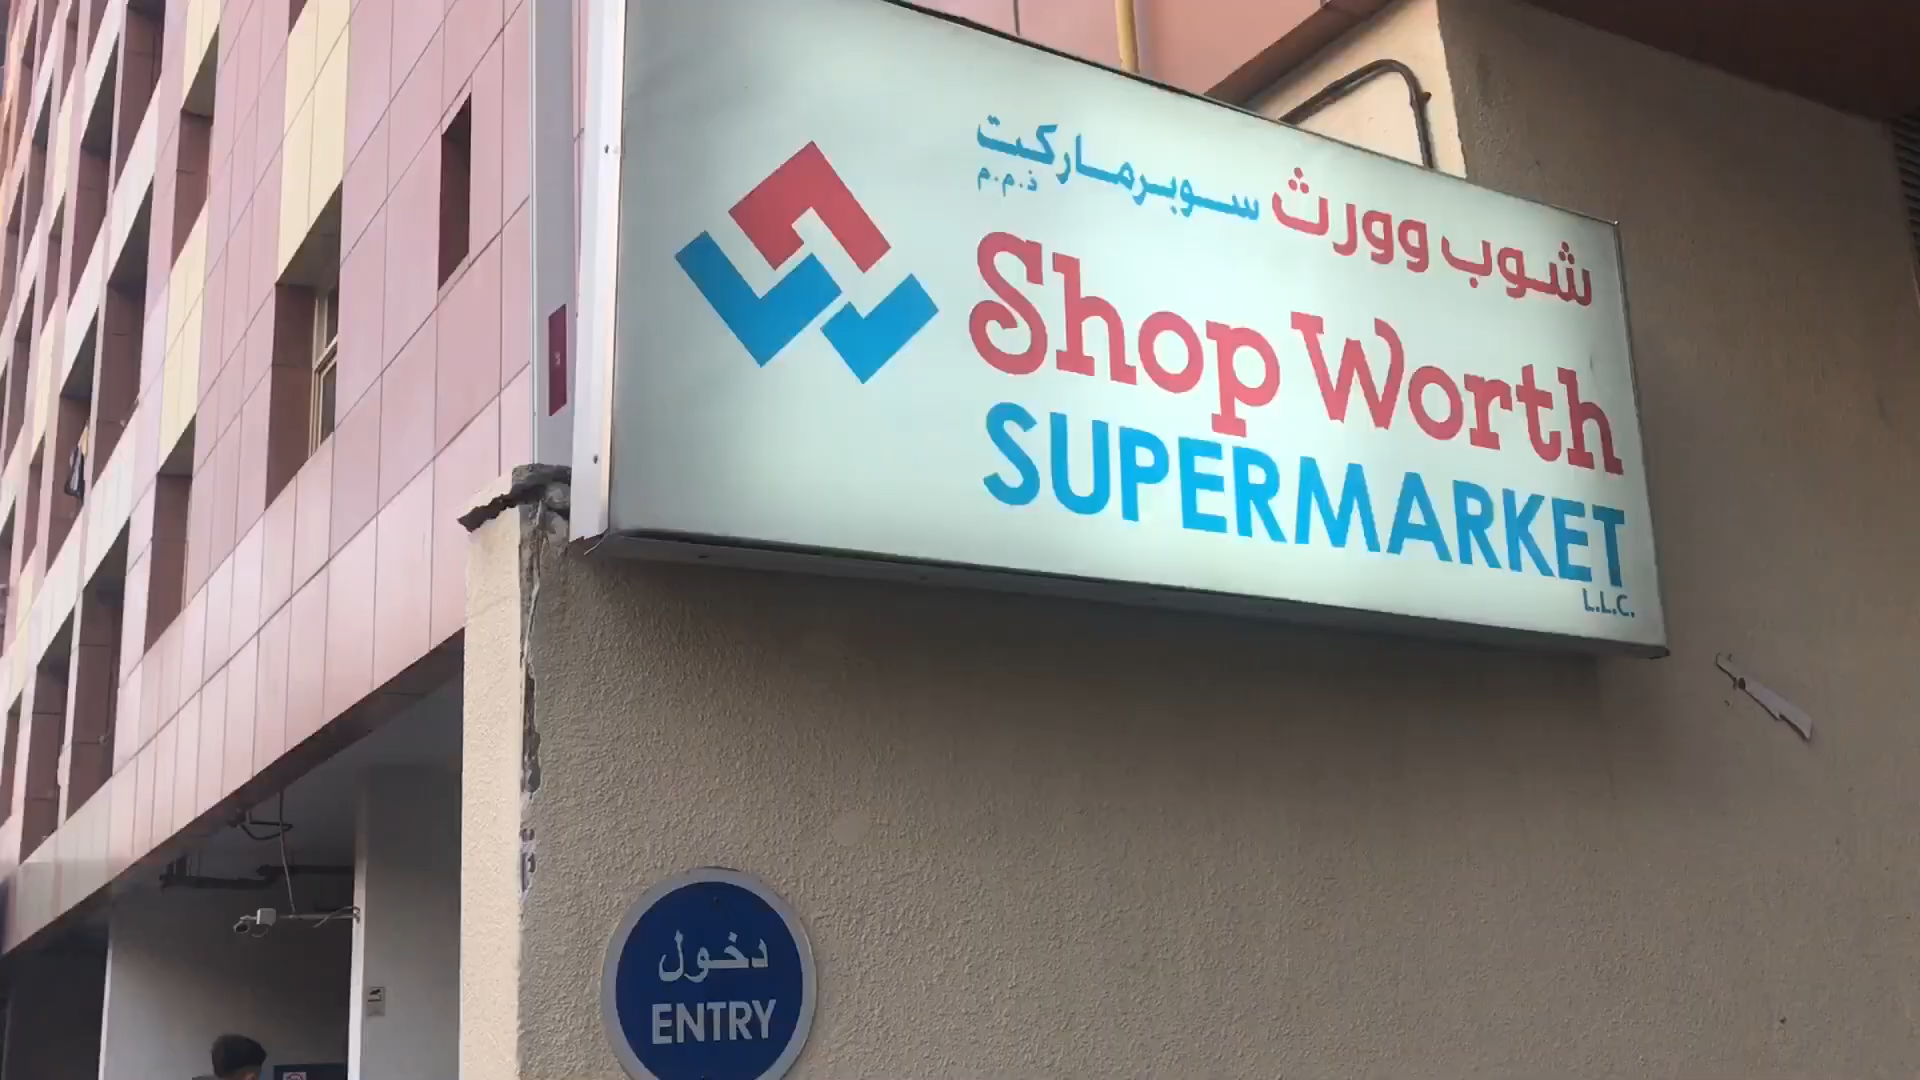 شوب وورث سوبرماركت
ذ.م.م
Shop Worth
SUPERMARKET
L.L.C.
دخول
ENTRY